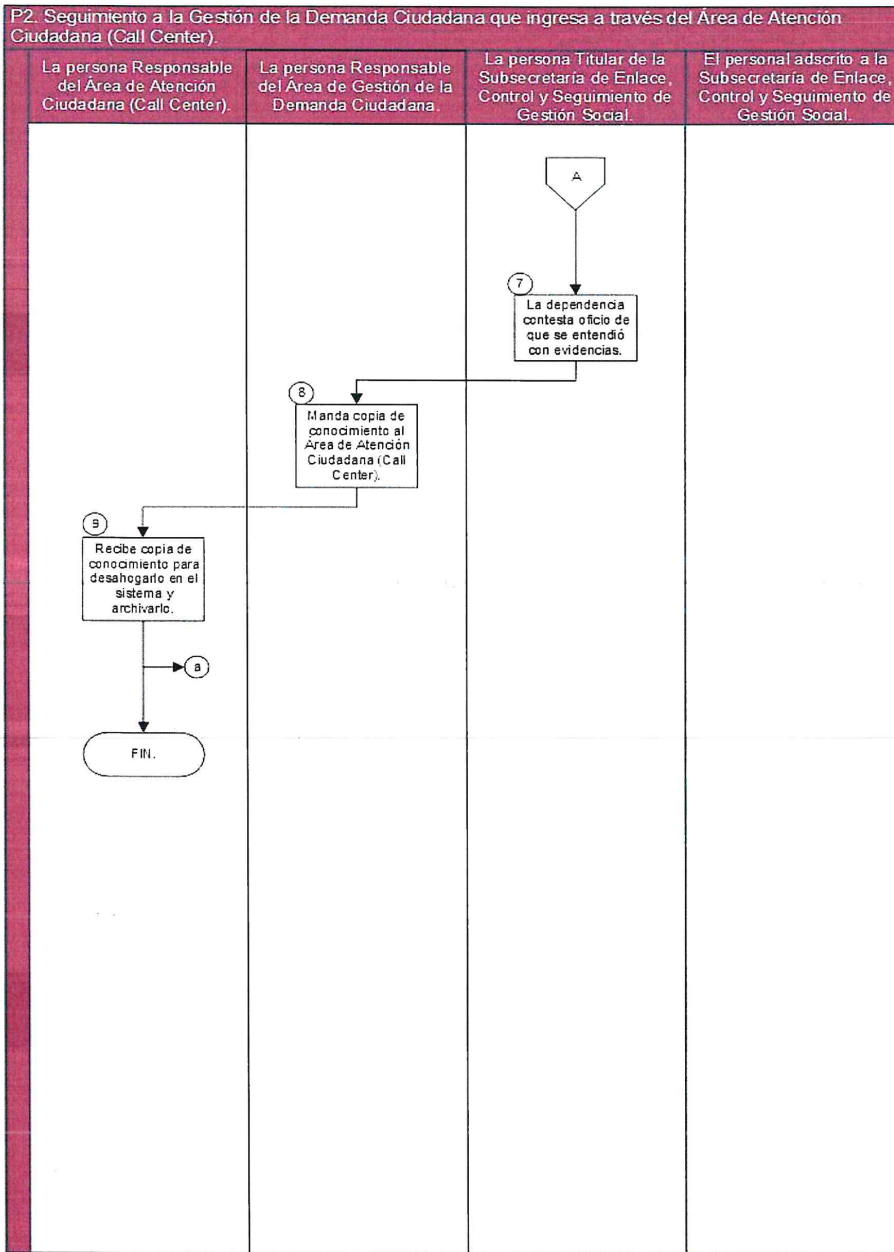 P2. Seguimiento a la Gestión de la Demanda Ciudadana que ingresa a través del Área de Atención
Ciudadana (Call Center).
La persona Responsable
del Área de Atención
Ciudadana (Call Center).
La persona Responsable
del Área de Gestión de la
Demanda Ciudadana.
La persona Titular de la
Subsecretaría de Enlace,
Control y Seguimiento de
Gestión Social.
El personal adscrito a la
Subsecretaría de Enlace,
Control y Seguimiento de
Gestión Social.
A
7
La dependencia
contesta oficio de
que se entendió
con evidencias.
8
Manda copia de
conocimiento al
Área de Atención
Ciudadana (Call
Center).
9
Recibe copia de
conocimiento para
desahogarlo en el
sistema y
archivarlo.
a
FIN.